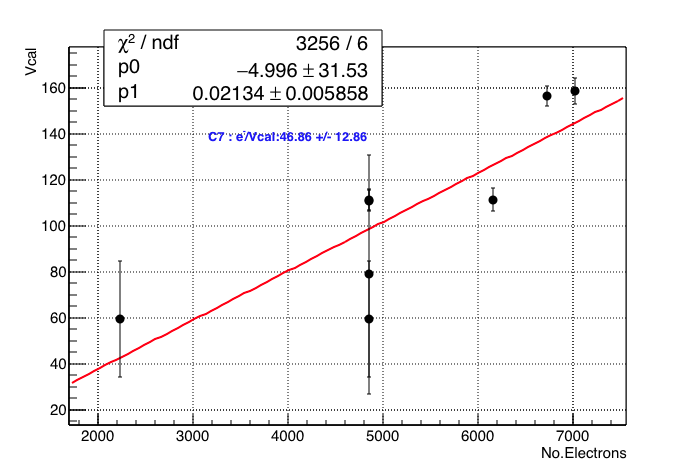 χ² / ndf 3256 / 6
p0 −4.996 ± 31.53
p1 0.02134 ± 0.005858
Vcal
C7 : e⁻/Vcal:46.86 +/- 12.86
160
140
120
100
80
60
40
20
2000 3000 4000 5000 6000 7000
No.Electrons